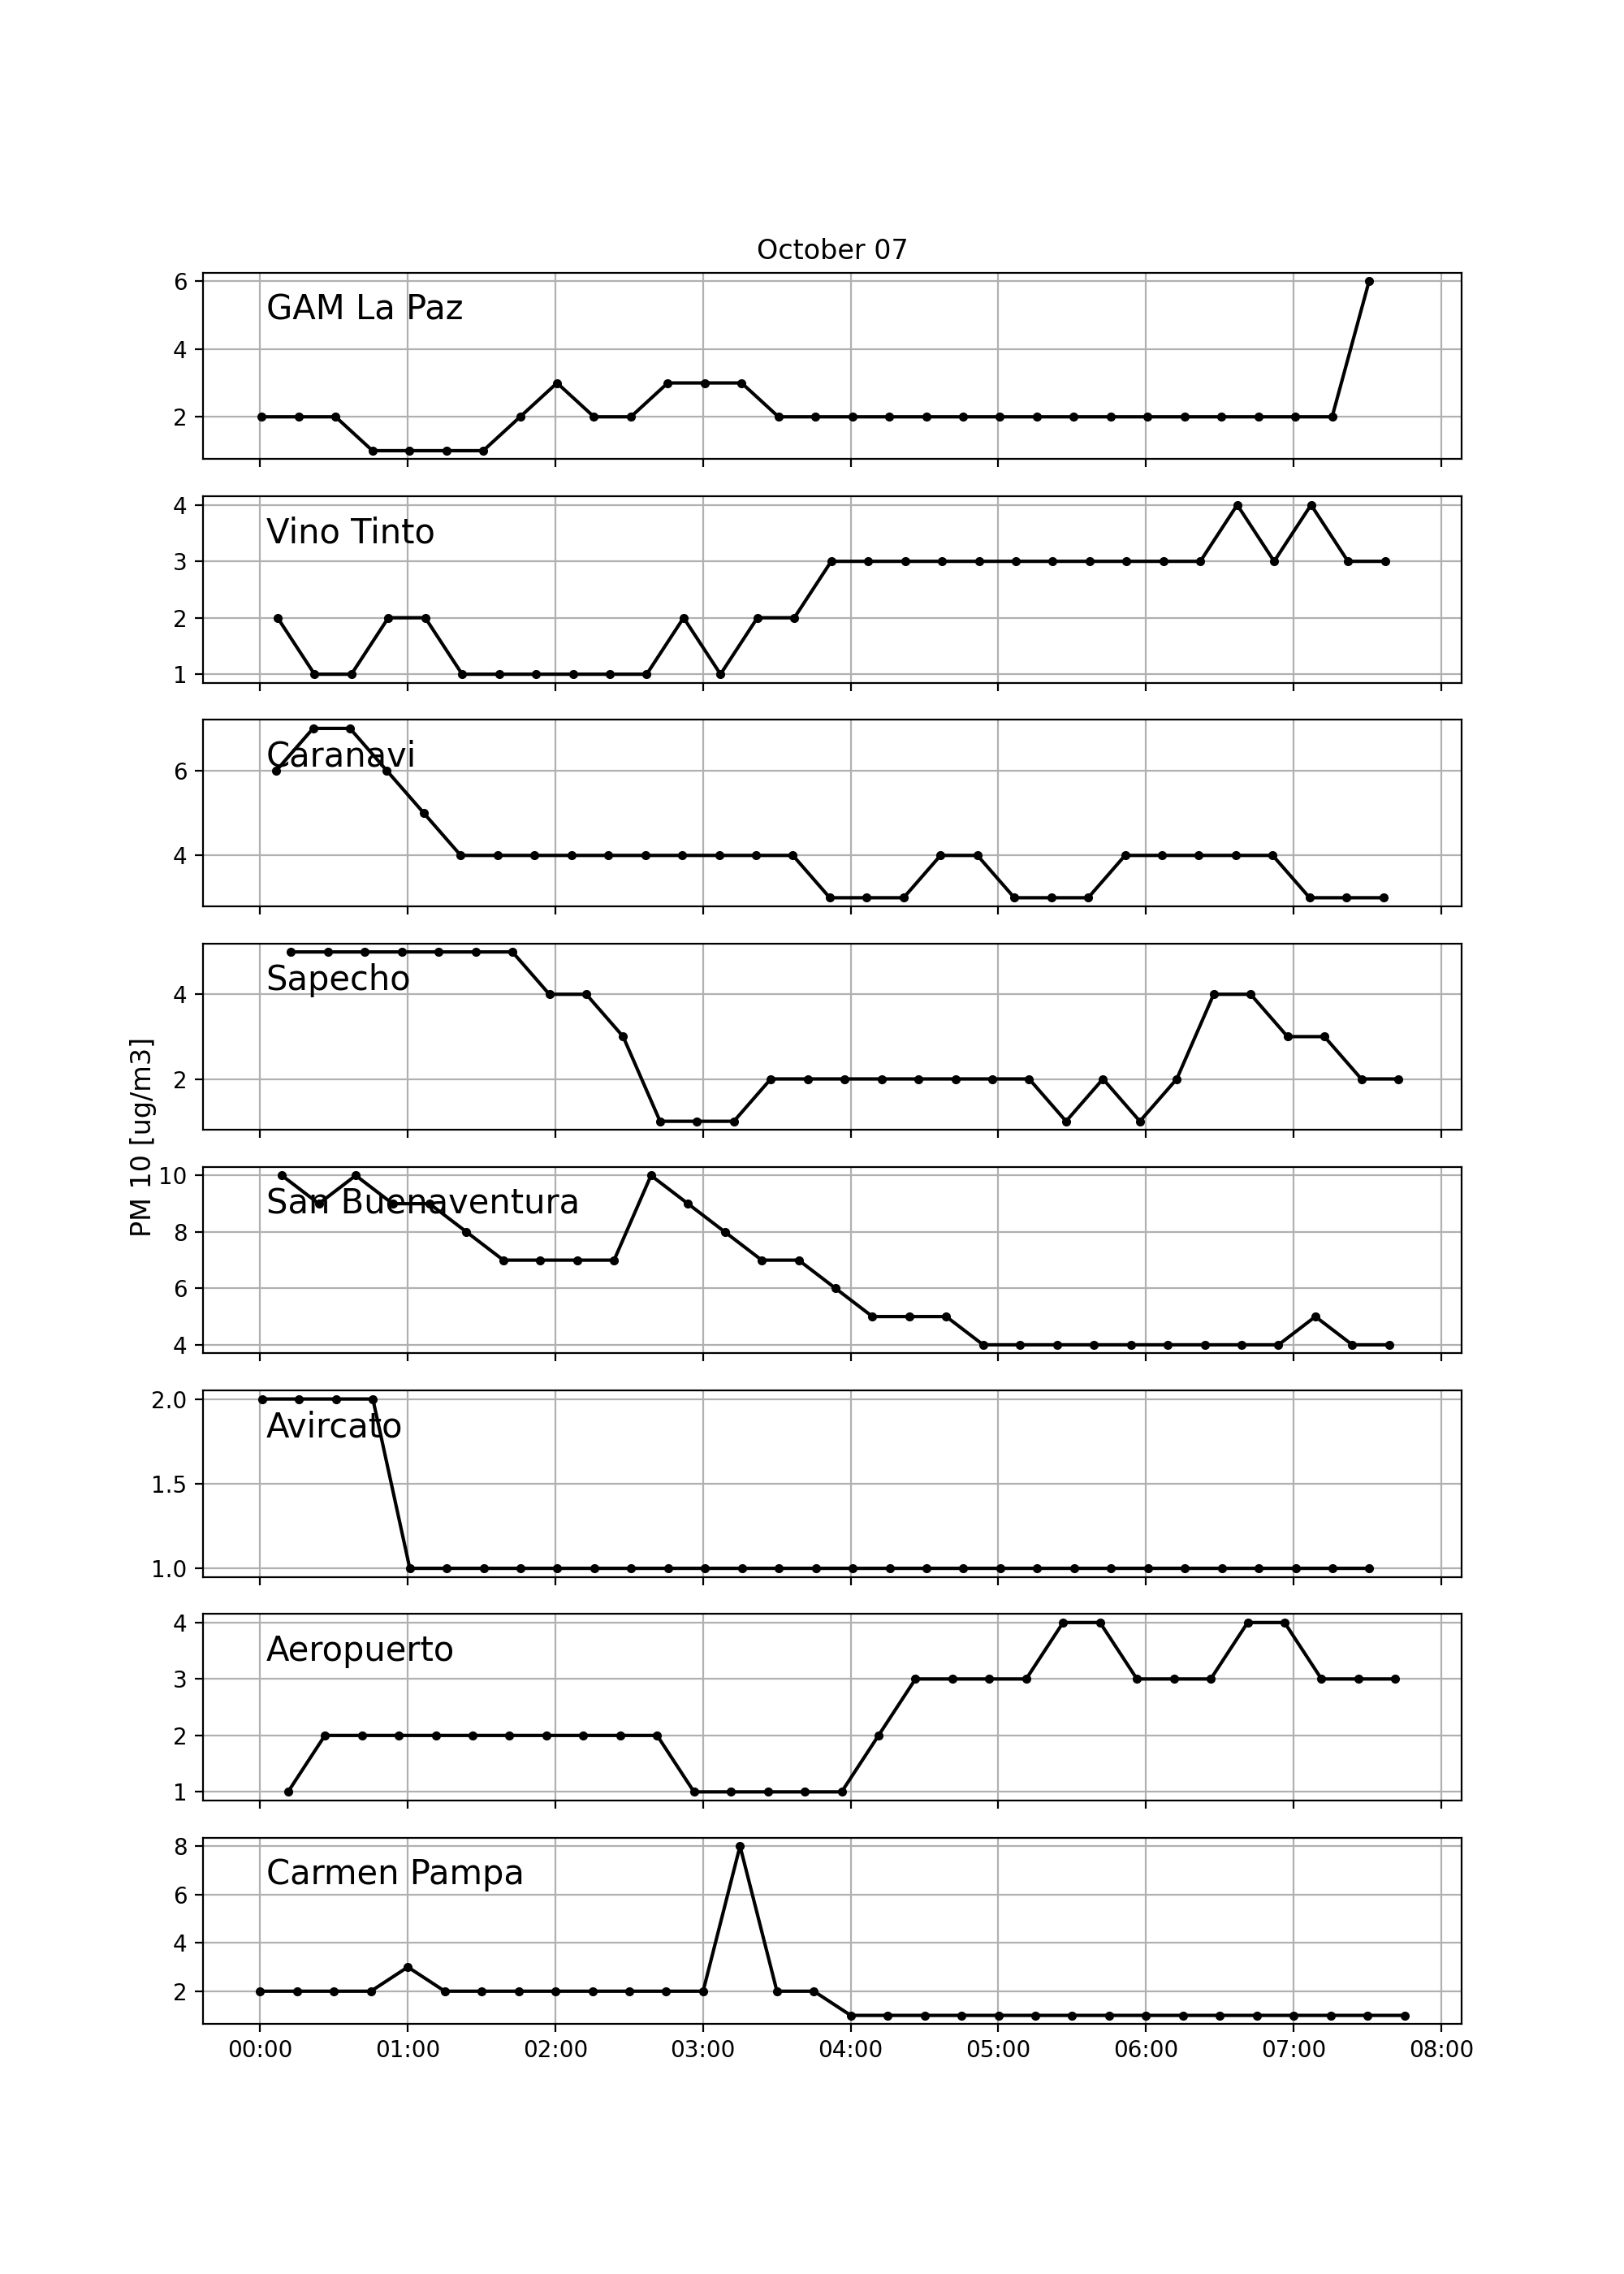 October 07
6
GAM La Paz
4
2
4
Vino Tinto
3
2
1
Caranavi
6
4
Sapecho
4
2
PM 10 [ug/m3]
10
San Buenaventura
8
6
4
2.0
Avircato
1.5
1.0
4
Aeropuerto
3
2
1
8
Carmen Pampa
6
4
2
00:00 01:00 02:00 03:00 04:00 05:00 06:00 07:00 08:00